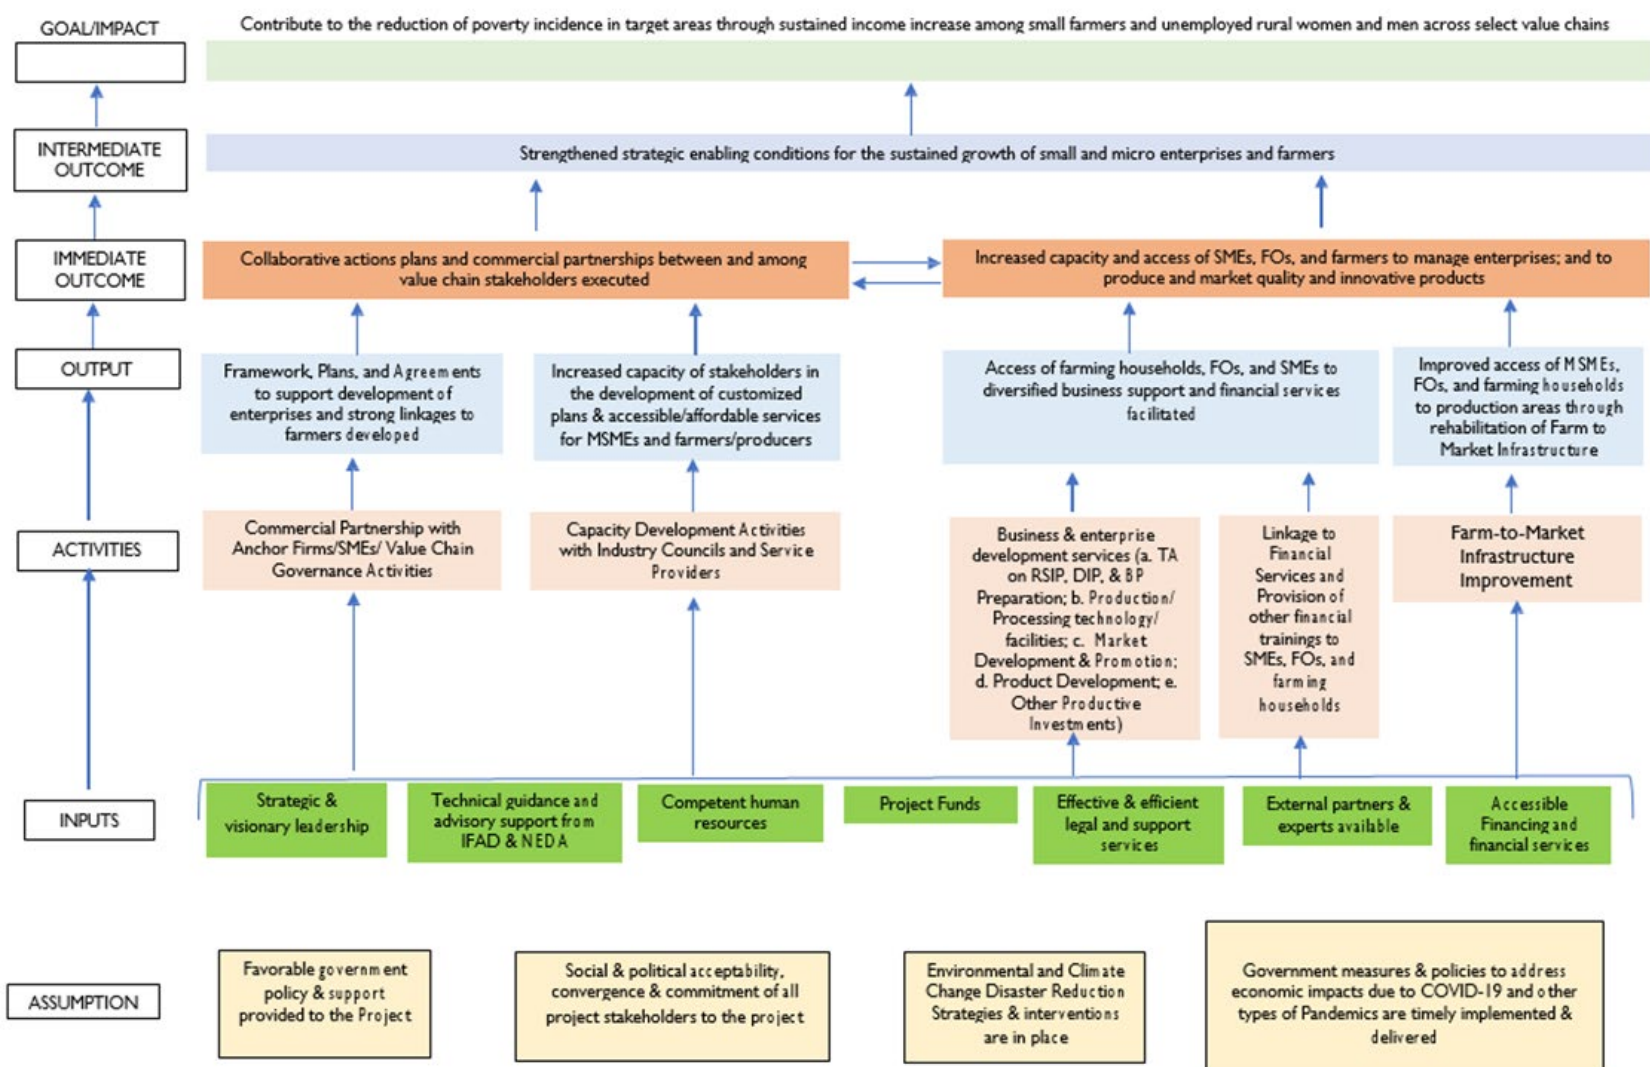 GOAL/IMPACT
Contribute to the reduction of poverty incidence in target areas through sustained income increase among small farmers and unemployed rural women and men across select value chains
INTERMEDIATE
OUTCOME
Strengthened strategic enabling conditions for the sustained growth of small and micro enterprises and farmers
IMMEDIATE
OUTCOME
Collaborative actions plans and commercial partnerships between and among
value chain stakeholders executed
Increased capacity and access of SMEs, FOs, and farmers to manage enterprises; and to
produce and market quality and innovative products
OUTPUT
Framework, Plans, and Agreements
to support development of
enterprises and strong linkages to
farmers developed
Increased capacity of stakeholders in
the development of customized
plans & accessible/affordable services
for MSMEs and farmers/producers
Access of farming households, FOs, and SMEs to
diversified business support and financial services
facilitated
Improved access of MSMEs,
FOs, and farming households
to production areas through
rehabilitation of Farm to
Market Infrastructure
ACTIVITIES
Commercial Partnership with
Anchor Firms/SMEs/ Value Chain
Governance Activities
Capacity Development Activities
with Industry Councils and Service
Providers
Business & enterprise
development services (a. TA
on RSIP, DIP, & BP
Preparation; b. Production/
Processing technology/
facilities; c. Market
Development & Promotion;
d. Product Development; e.
Other Productive
Investments)
Linkage to
Financial
Services and
Provision of
other financial
trainings to
SMEs, FOs, and
farming
households
Farm-to-Market
Infrastructure
Improvement
INPUTS
Strategic &
visionary leadership
Technical guidance and
advisory support from
IFAD & NEDA
Competent human
resources
Project Funds
Effective & efficient
legal and support
services
External partners &
experts available
Accessible
Financing and
financial services
ASSUMPTION
Favorable government
policy & support
provided to the Project
Social & political acceptability,
convergence & commitment of all
project stakeholders to the project
Environmental and Climate
Change Disaster Reduction
Strategies & interventions
are in place
Government measures & policies to address
economic impacts due to COVID-19 and other
types of Pandemics are timely implemented &
delivered